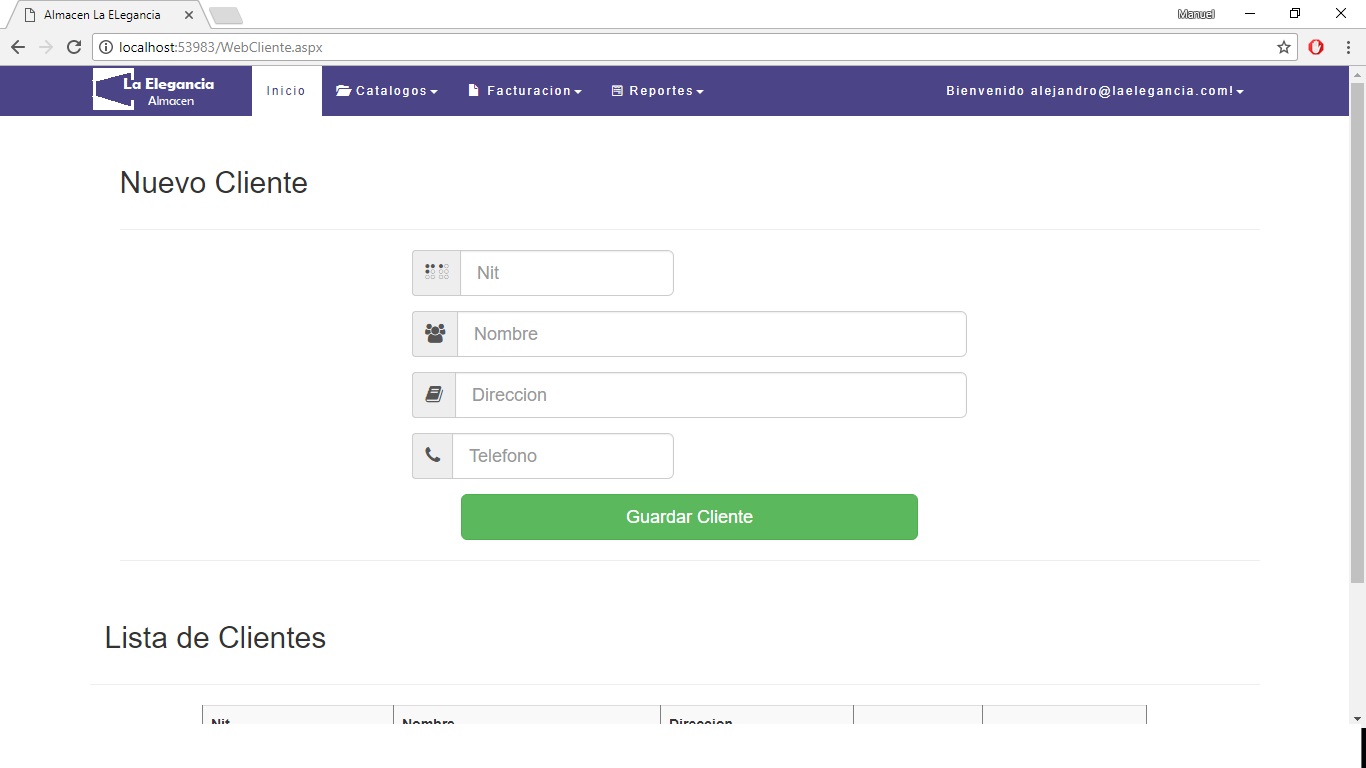 Almacen La ELegancia
Manuel
localhost:53983/WebCliente.aspx
La Elegancia
Almacen
Inicio
Catalogos
Facturacion
Reportes
Bienvenido alejandro@laelegancia.com!
Nuevo Cliente
Nit
Nombre
Direccion
Telefono
Guardar Cliente
Lista de Clientes
Nit Nombre Direccion